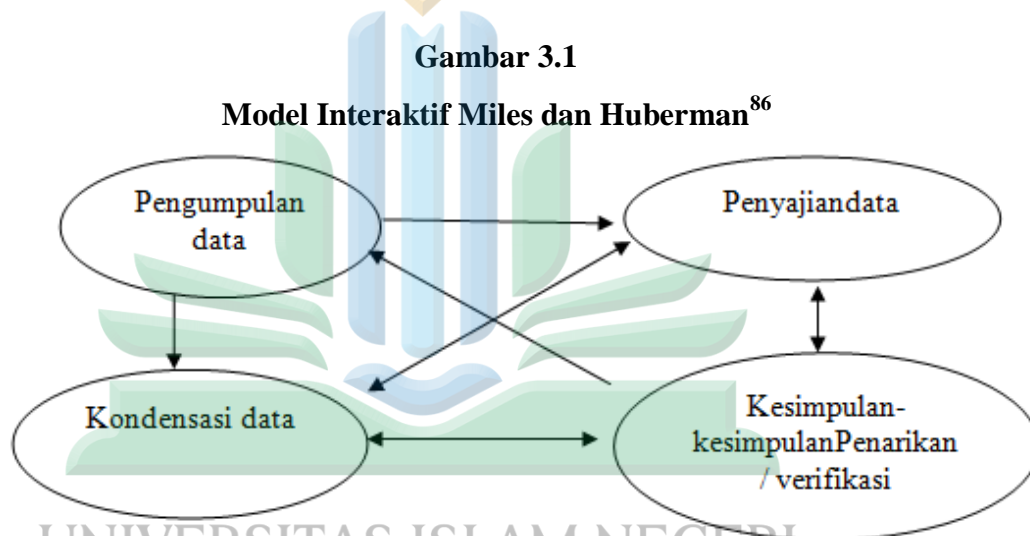 Gambar 3.1
Model Interaktif Miles dan Huberman86
Pengumpulan
data
Penyajiandata
Kondensasi data
Kesimpulan-
kesimpulanPenarikan
/ verifikasi
UNIVERSITAS ISLAM NEGERI